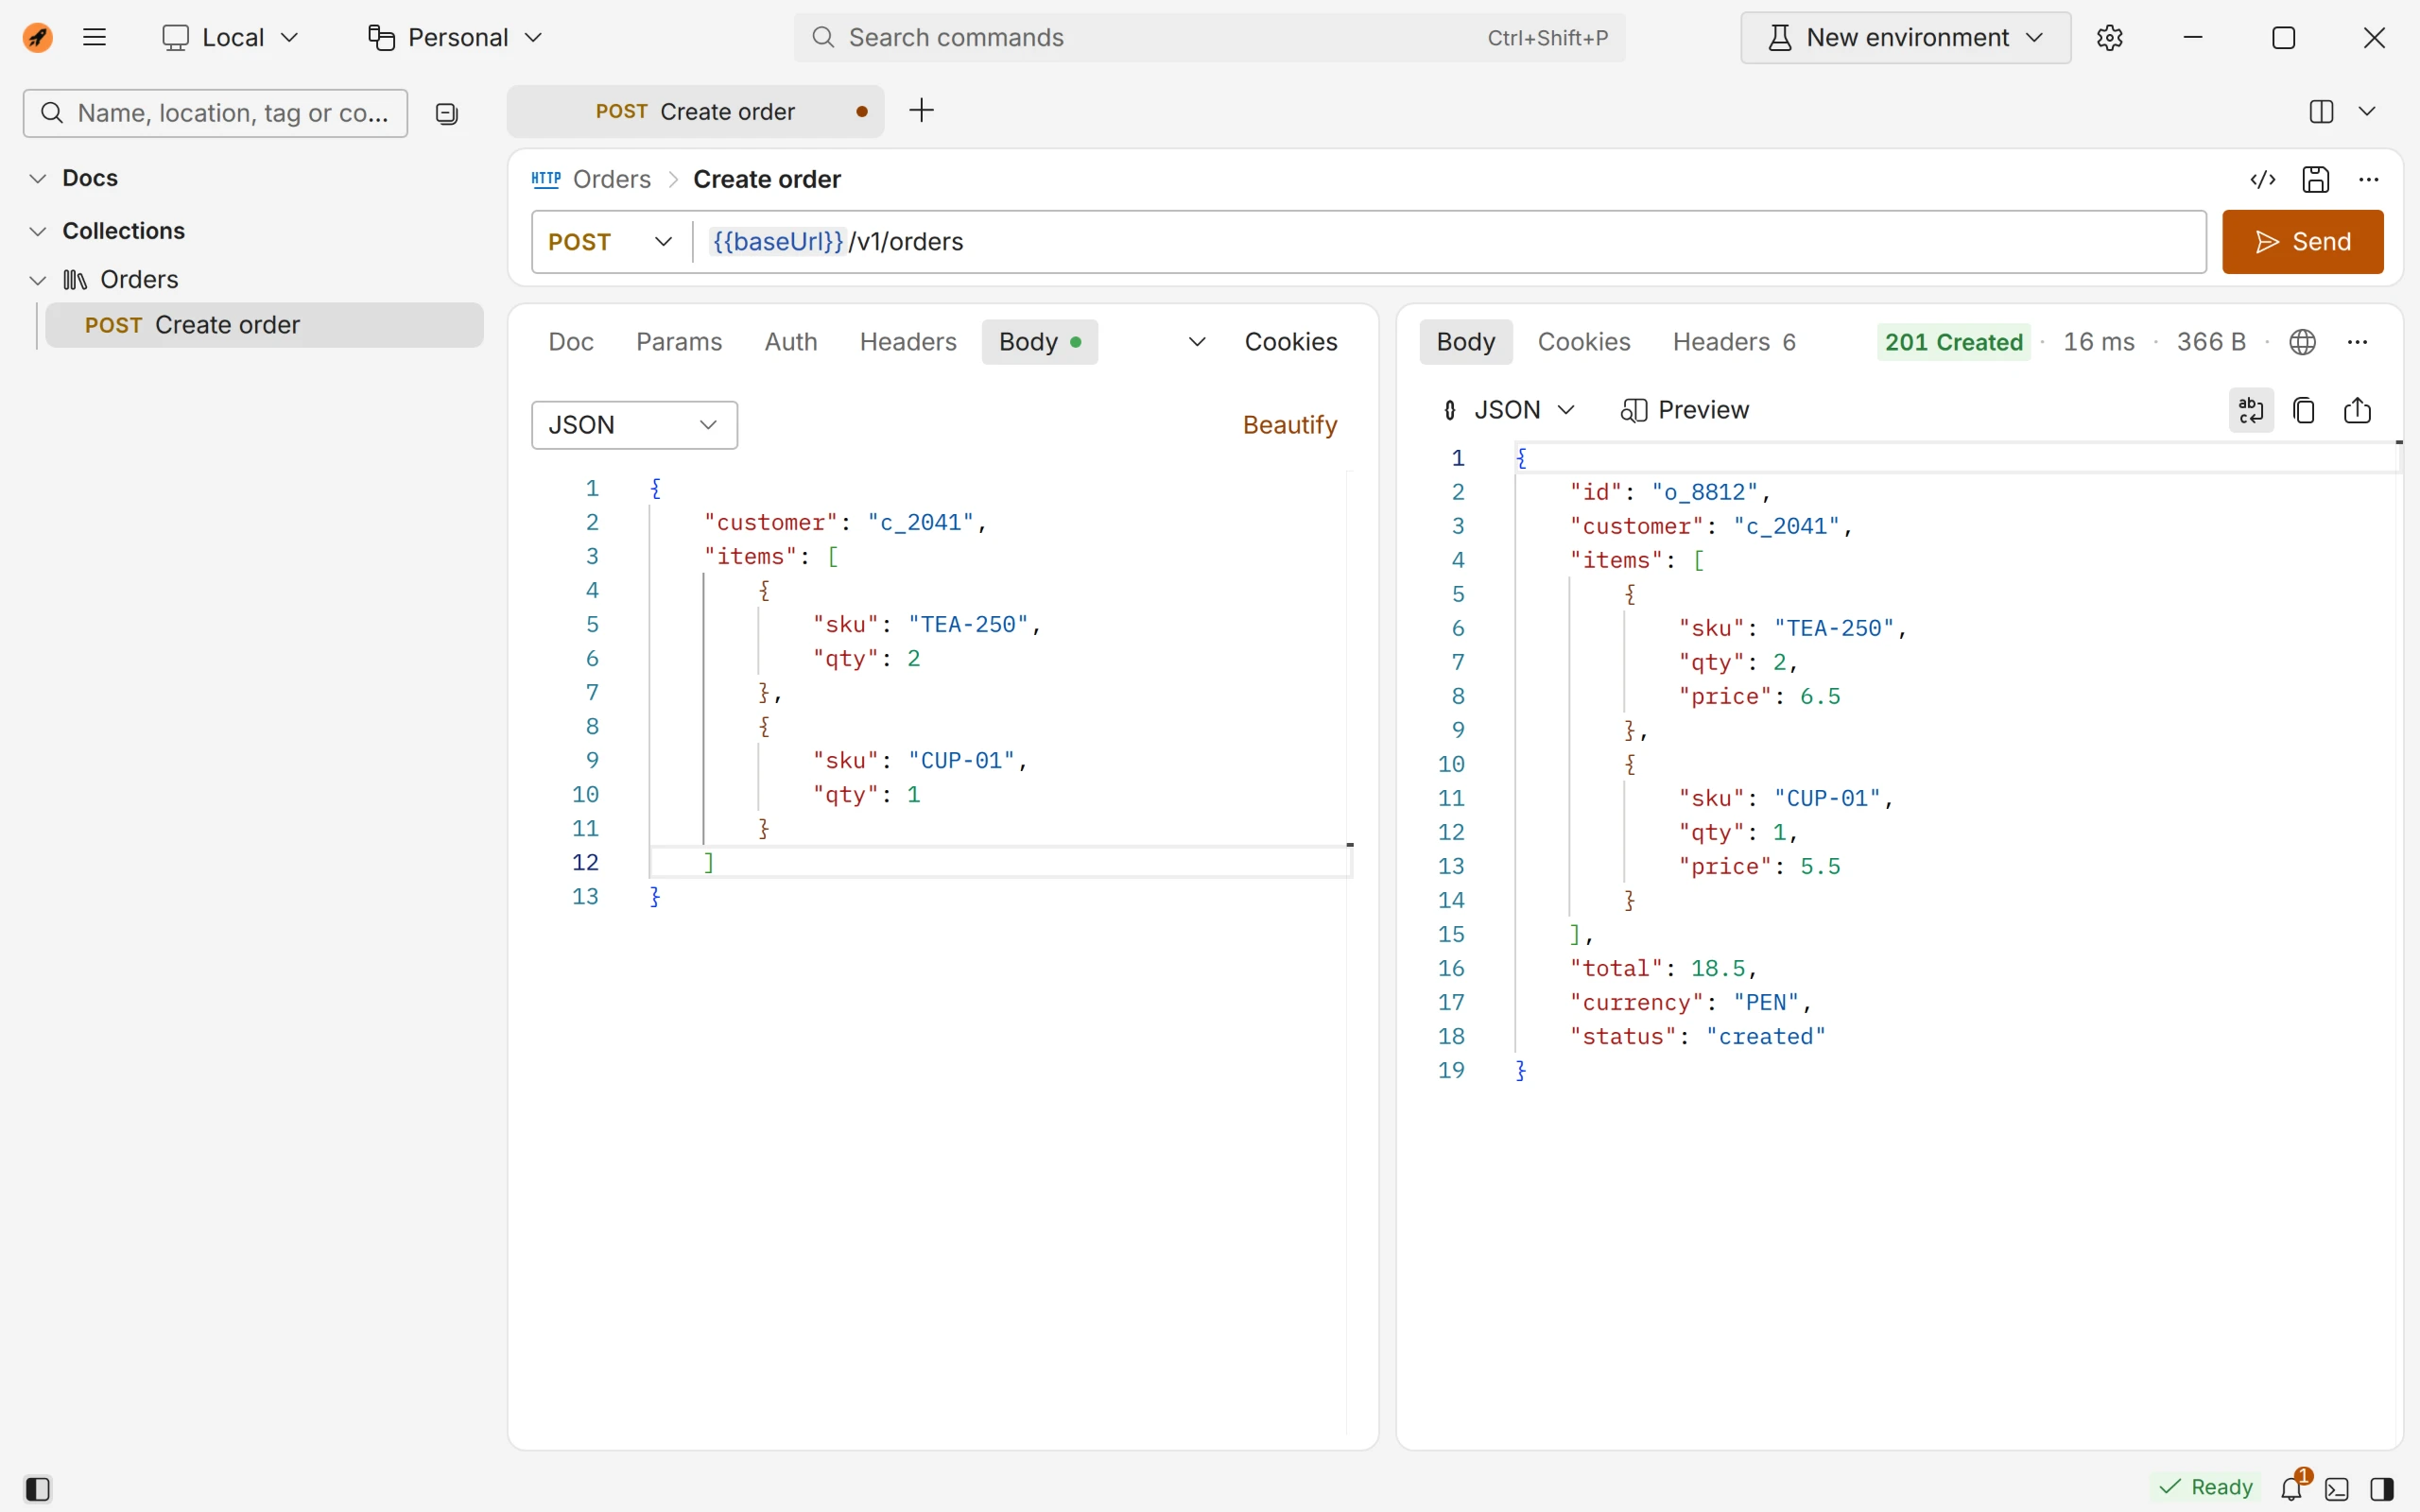 Local
Personal
Search commands
Ctrl+Shift+P
New environment
Name, location, tag or co...
POST Create order
Docs
Collections
Orders
POST Create order
HTTP Orders > Create order
POST
{{baseUrl}}/v1/orders
Send
Doc
Params
Auth
Headers
Body
Cookies
JSON
Beautify
1 {
2 "customer": "c_2041",
3 "items": [
4 {
5 "sku": "TEA-250",
6 "qty": 2
7 },
8 {
9 "sku": "CUP-01",
10 "qty": 1
11 }
12 ]
13 }
Body
Cookies
Headers 6
201 Created · 16 ms · 366 B ·
{} JSON
Preview
ab
c
1 {
2 "id": "o_8812",
3 "customer": "c_2041",
4 "items": [
5 {
6 "sku": "TEA-250",
7 "qty": 2,
8 "price": 6.5
9 },
10 {
11 "sku": "CUP-01",
12 "qty": 1,
13 "price": 5.5
14 }
15 ],
16 "total": 18.5,
17 "currency": "PEN",
18 "status": "created"
19 }
Ready
1